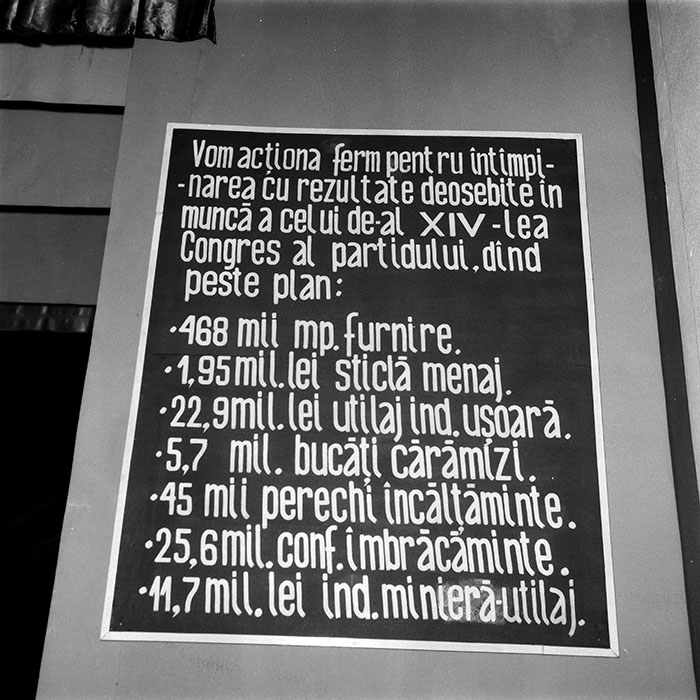 Vom acționa ferm pentru întîmpi-
-narea cu rezultate deosebite în
muncă a celui de-al XIV-lea
Congres al partidului, dînd
peste plan:
·468 mii mp. furnire.
·1,95 mil. lei sticlă menaj.
·22,9 mil. lei utilaj ind. ușoară.
·5,7 mil. bucăți cărămizi.
·45 mii perechi încălțăminte.
·25,6 mil. conf. îmbrăcăminte.
·11,7 mil. lei ind. minieră-utilaj.